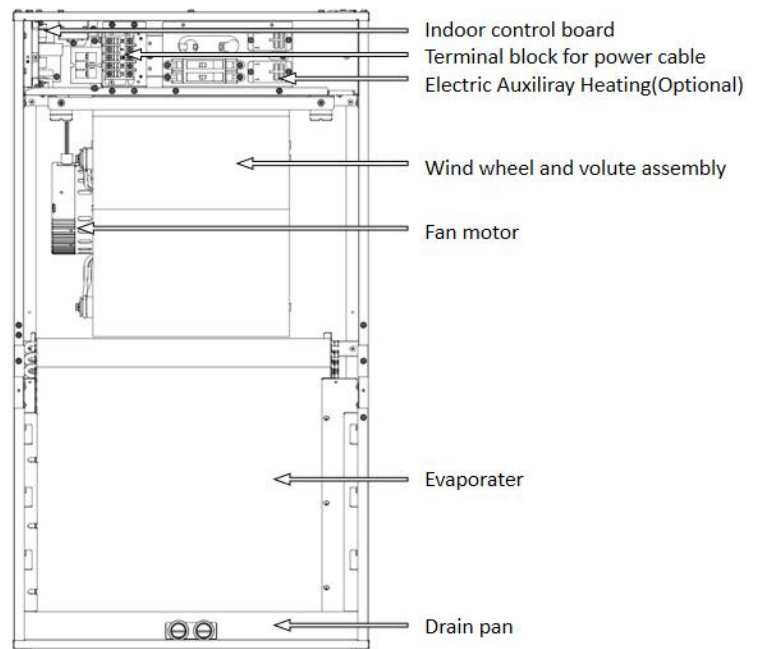 Indoor control board
Terminal block for power cable
Electric Auxiliray Heating(Optional)
Wind wheel and volute assembly
Fan motor
Evaporater
Drain pan